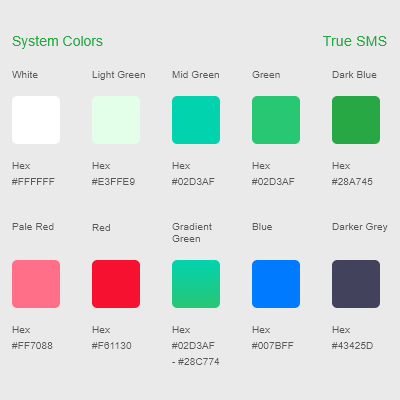 System Colors
True SMS
White
Light Green
Mid Green
Green
Dark Blue
Hex
#FFFFFF
Hex
#E3FFE9
Hex
#02D3AF
Hex
#02D3AF
Hex
#28A745
Pale Red
Red
Gradient
Green
Blue
Darker Grey
Hex
#FF7088
Hex
#F61130
Hex
#02D3AF
- #28C774
Hex
#007BFF
Hex
#43425D